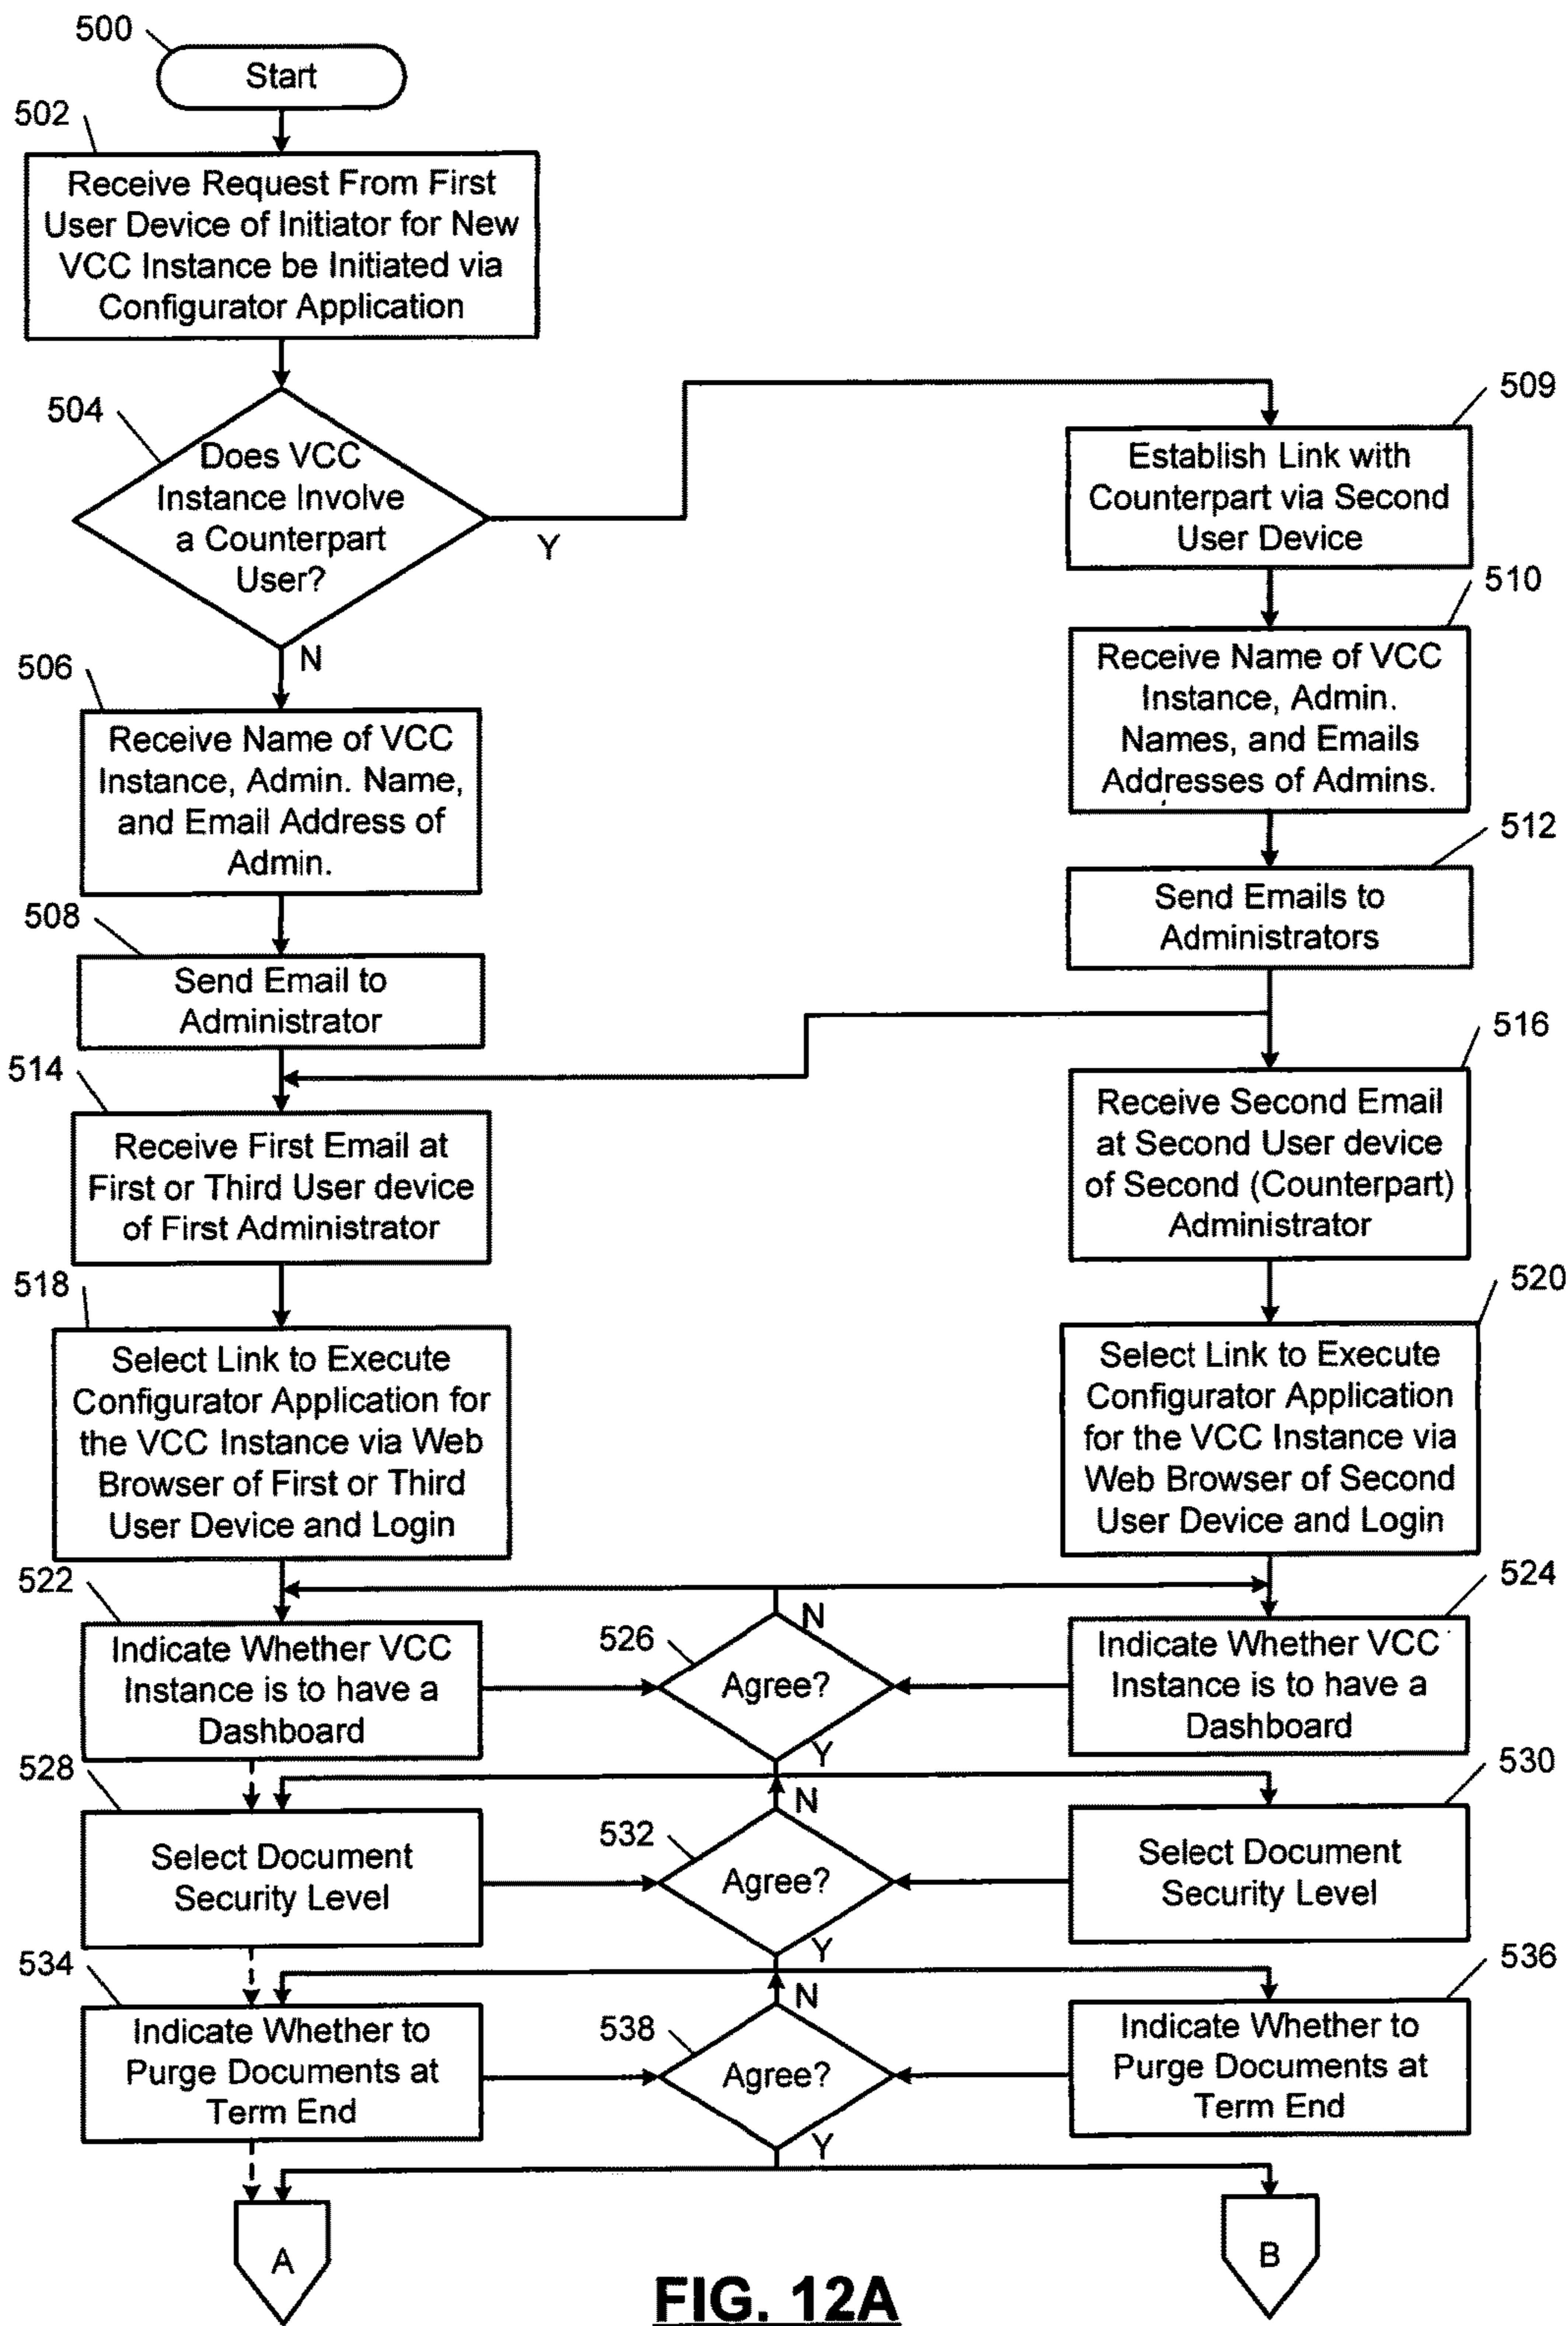 500
Start
502
Receive Request From First
User Device of Initiator for New
VCC Instance be Initiated via
Configurator Application
504
Does VCC
Instance Involve
a Counterpart
User?
Y
N
509
Establish Link with
Counterpart via Second
User Device
510
Receive Name of VCC
Instance, Admin.
Names, and Emails
Addresses of Admins.
506
Receive Name of VCC
Instance, Admin. Name,
and Email Address of
Admin.
512
Send Emails to
Administrators
508
Send Email to
Administrator
514
Receive First Email at
First or Third User device
of First Administrator
516
Receive Second Email
at Second User device
of Second (Counterpart)
Administrator
518
Select Link to Execute
Configurator Application for
the VCC Instance via Web
Browser of First or Third
User Device and Login
520
Select Link to Execute
Configurator Application
for the VCC Instance via
Web Browser of Second
User Device and Login
522
Indicate Whether VCC
Instance is to have a
Dashboard
526
N
Agree?
Y
524
Indicate Whether VCC
Instance is to have a
Dashboard
528
Select Document
Security Level
532
N
Agree?
Y
530
Select Document
Security Level
534
Indicate Whether to
Purge Documents at
Term End
538
N
Agree?
Y
536
Indicate Whether to
Purge Documents at
Term End
A
B
FIG. 12A